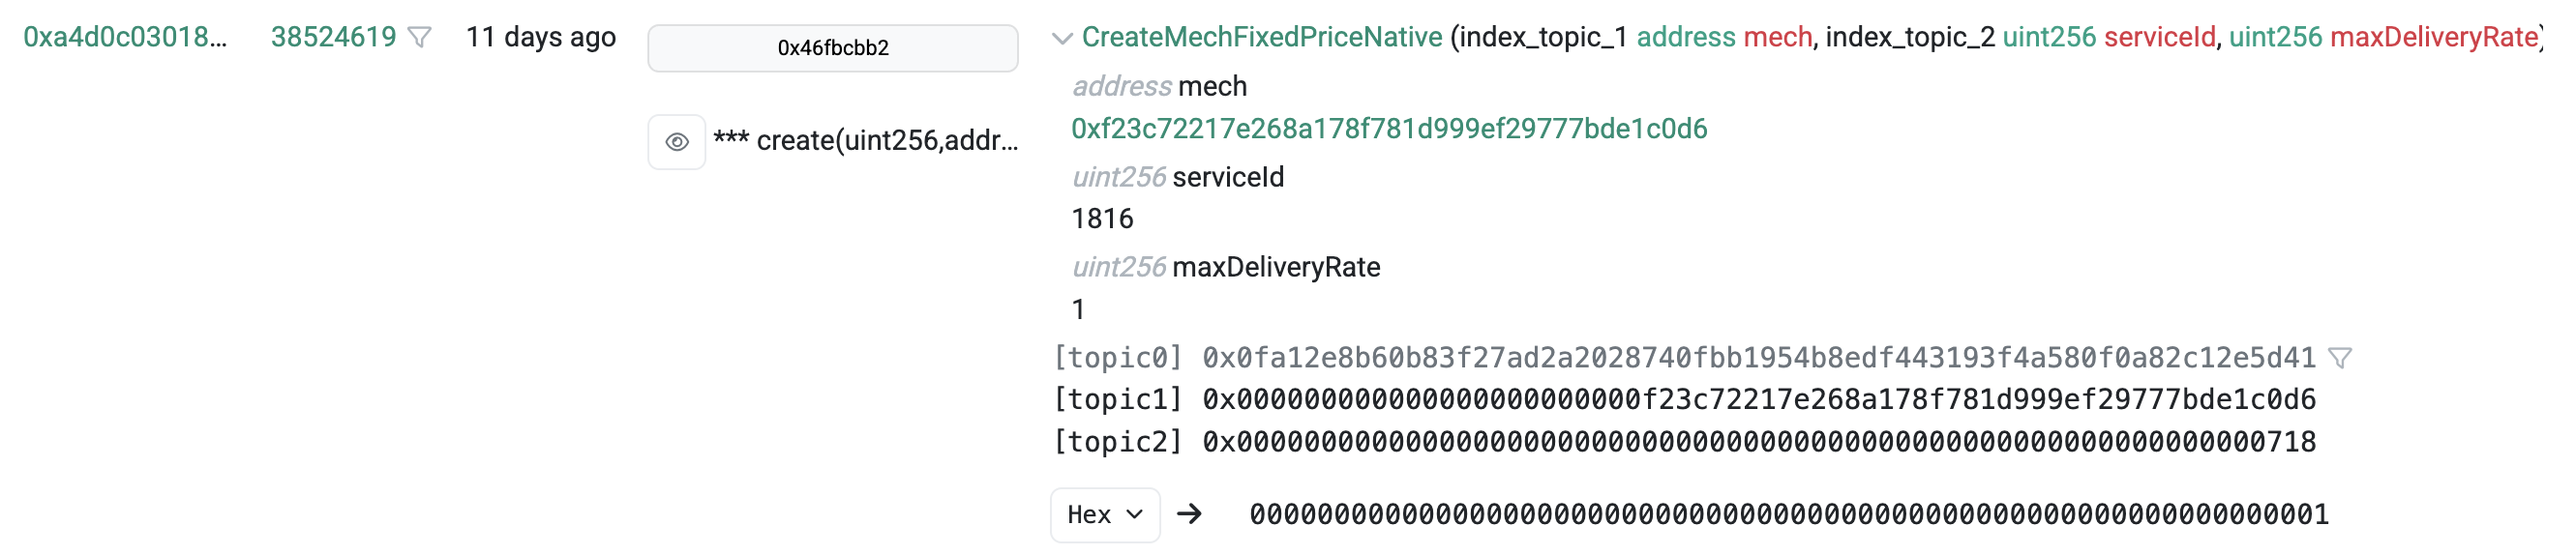 0xa4d0c03018... 38524619 11 days ago 0x46fbcbb2 CreateMechFixedPriceNative (index_topic_1 address mech, index_topic_2 uint256 serviceId, uint256 maxDeliveryRate)
address mech
*** create(uint256,addr... 0xf23c72217e268a178f781d999ef29777bde1c0d6
uint256 serviceId
1816
uint256 maxDeliveryRate
1
[topic0] 0x0fa12e8b60b83f27ad2a2028740fbb1954b8edf443193f4a580f0a82c12e5d41
[topic1] 0x000000000000000000000000f23c72217e268a178f781d999ef29777bde1c0d6
[topic2] 0x0000000000000000000000000000000000000000000000000000000000000718
Hex → 0000000000000000000000000000000000000000000000000000000000000001